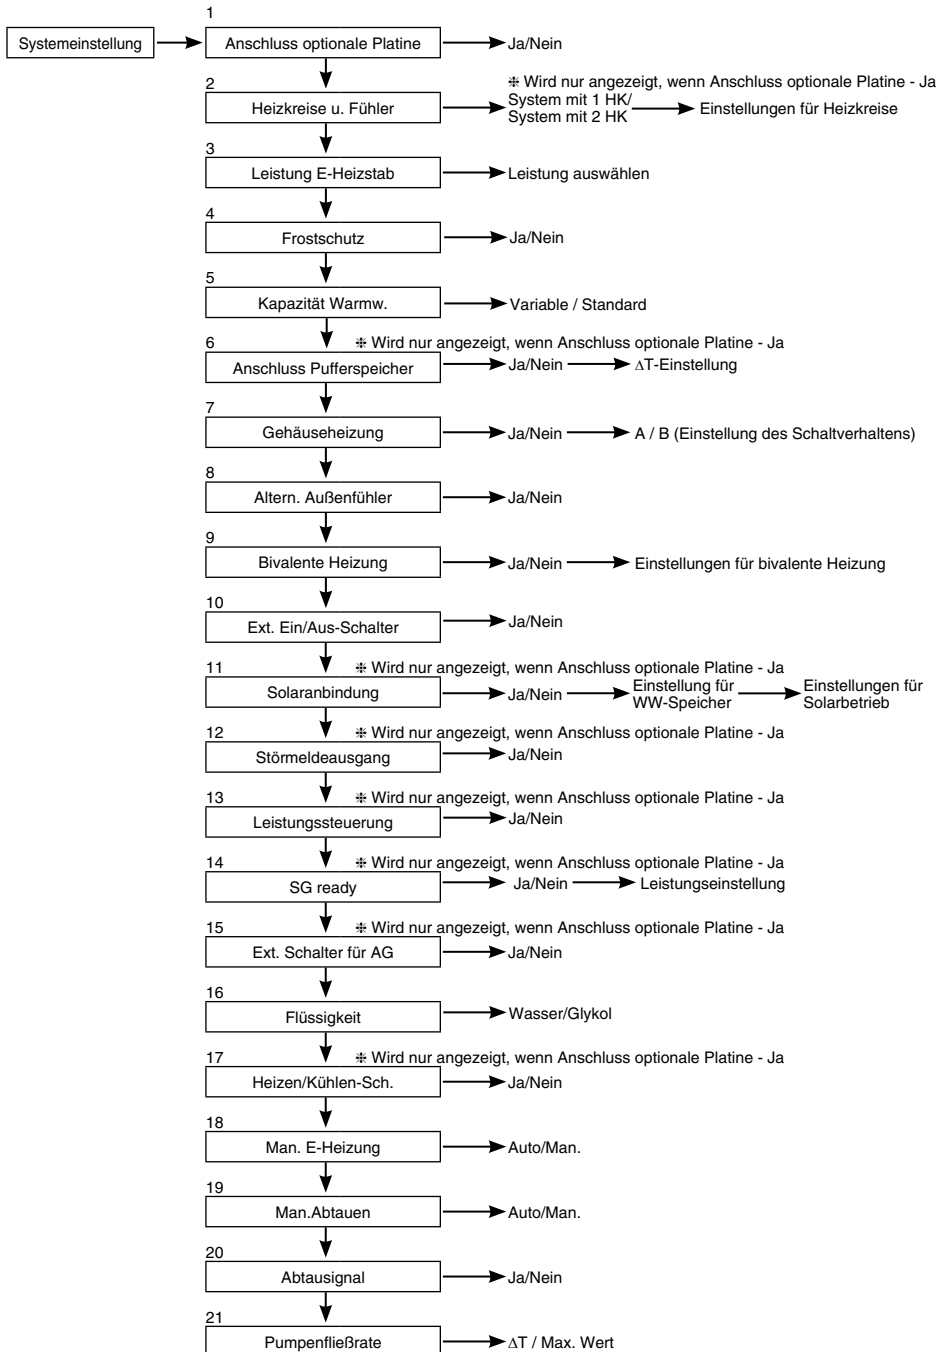 1
Systemeinstellung
Anschluss optionale Platine
Ja/Nein
2
❈ Wird nur angezeigt, wenn Anschluss optionale Platine - Ja
Heizkreise u. Fühler
System mit 1 HK/
System mit 2 HK
Einstellungen für Heizkreise
3
Leistung E-Heizstab
Leistung auswählen
4
Frostschutz
Ja/Nein
5
Kapazität Warmw.
Variable / Standard
6
❈ Wird nur angezeigt, wenn Anschluss optionale Platine - Ja
Anschluss Pufferspeicher
Ja/Nein
∆T-Einstellung
7
Gehäuseheizung
Ja/Nein
A / B (Einstellung des Schaltverhaltens)
8
Altern. Außenfühler
Ja/Nein
9
Bivalente Heizung
Ja/Nein
Einstellungen für bivalente Heizung
10
Ext. Ein/Aus-Schalter
Ja/Nein
11
❈ Wird nur angezeigt, wenn Anschluss optionale Platine - Ja
Solaranbindung
Ja/Nein
Einstellung für
WW-Speicher
Einstellungen für
Solarbetrieb
12
❈ Wird nur angezeigt, wenn Anschluss optionale Platine - Ja
Störmeldeausgang
Ja/Nein
13
❈ Wird nur angezeigt, wenn Anschluss optionale Platine - Ja
Leistungssteuerung
Ja/Nein
14
❈ Wird nur angezeigt, wenn Anschluss optionale Platine - Ja
SG ready
Ja/Nein
Leistungseinstellung
15
❈ Wird nur angezeigt, wenn Anschluss optionale Platine - Ja
Ext. Schalter für AG
Ja/Nein
16
Flüssigkeit
Wasser/Glykol
17
❈ Wird nur angezeigt, wenn Anschluss optionale Platine - Ja
Heizen/Kühlen-Sch.
Ja/Nein
18
Man. E-Heizung
Auto/Man.
19
Man.Abtauen
Auto/Man.
20
Abtausignal
Ja/Nein
21
Pumpenfließrate
∆T / Max. Wert